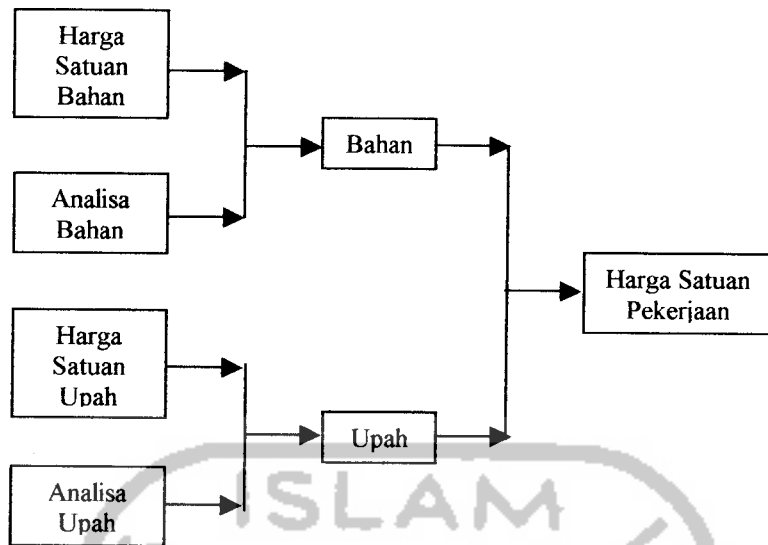 Harga
Satuan
Bahan
Analisa
Bahan
Bahan
Harga
Satuan
Upah
Analisa
Upah
Upah
Harga Satuan
Pekerjaan
ISLAM